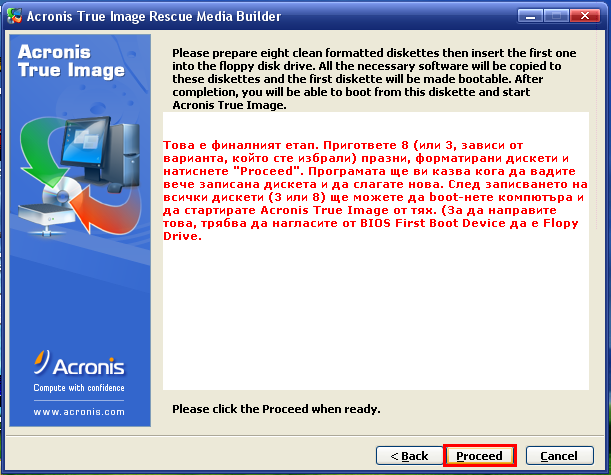 Acronis True Image Rescue Media Builder
Acronis
True Image
Please prepare eight clean formatted diskettes then insert the first one
into the floppy disk drive. All the necessary software will be copied to
these diskettes and the first diskette will be made bootable. After
completion, you will be able to boot from this diskette and start
Acronis True Image.
Това е финалният етап. Пригответе 8 (или 3, зависи от
варианта, който сте избрали) празни, форматирани дискети и
натиснете "Proceed". Програмата ще ви казва кога да вадите
вече записана дискета и да слагате нова. След записването на
всички дискети (3 или 8) ще можете да boot-нете компютъра и
да стартирате Acronis True Image от тях. (За да направите
това, трябва да нагласите от BIOS First Boot Device да е Flopy
Drive.
Acronis
Compute with confidence
www.acronis.com
Please click the Proceed when ready.
< Back Proceed Cancel